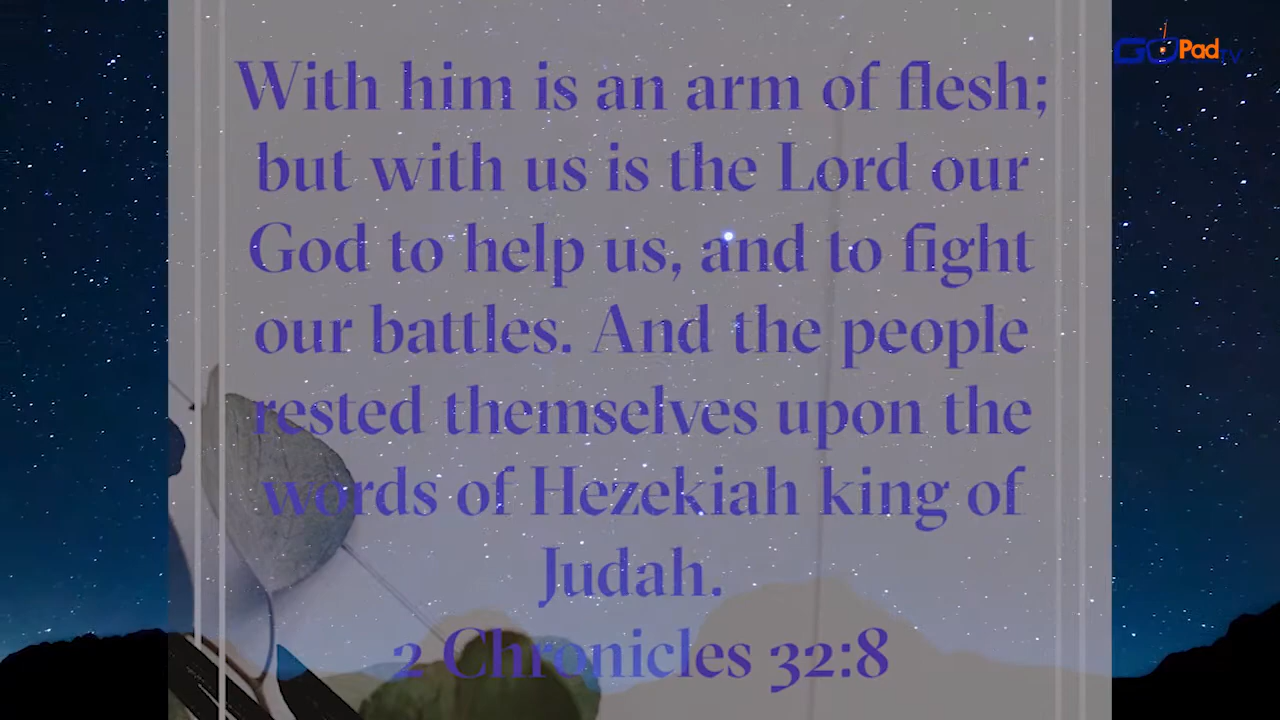 GOPad TV
With him is an arm of flesh;
but with us is the Lord our
God to help us, and to fight
our battles. And the people
rested themselves upon the
words of Hezekiah king of
Judah.
2 Chronicles 32:8